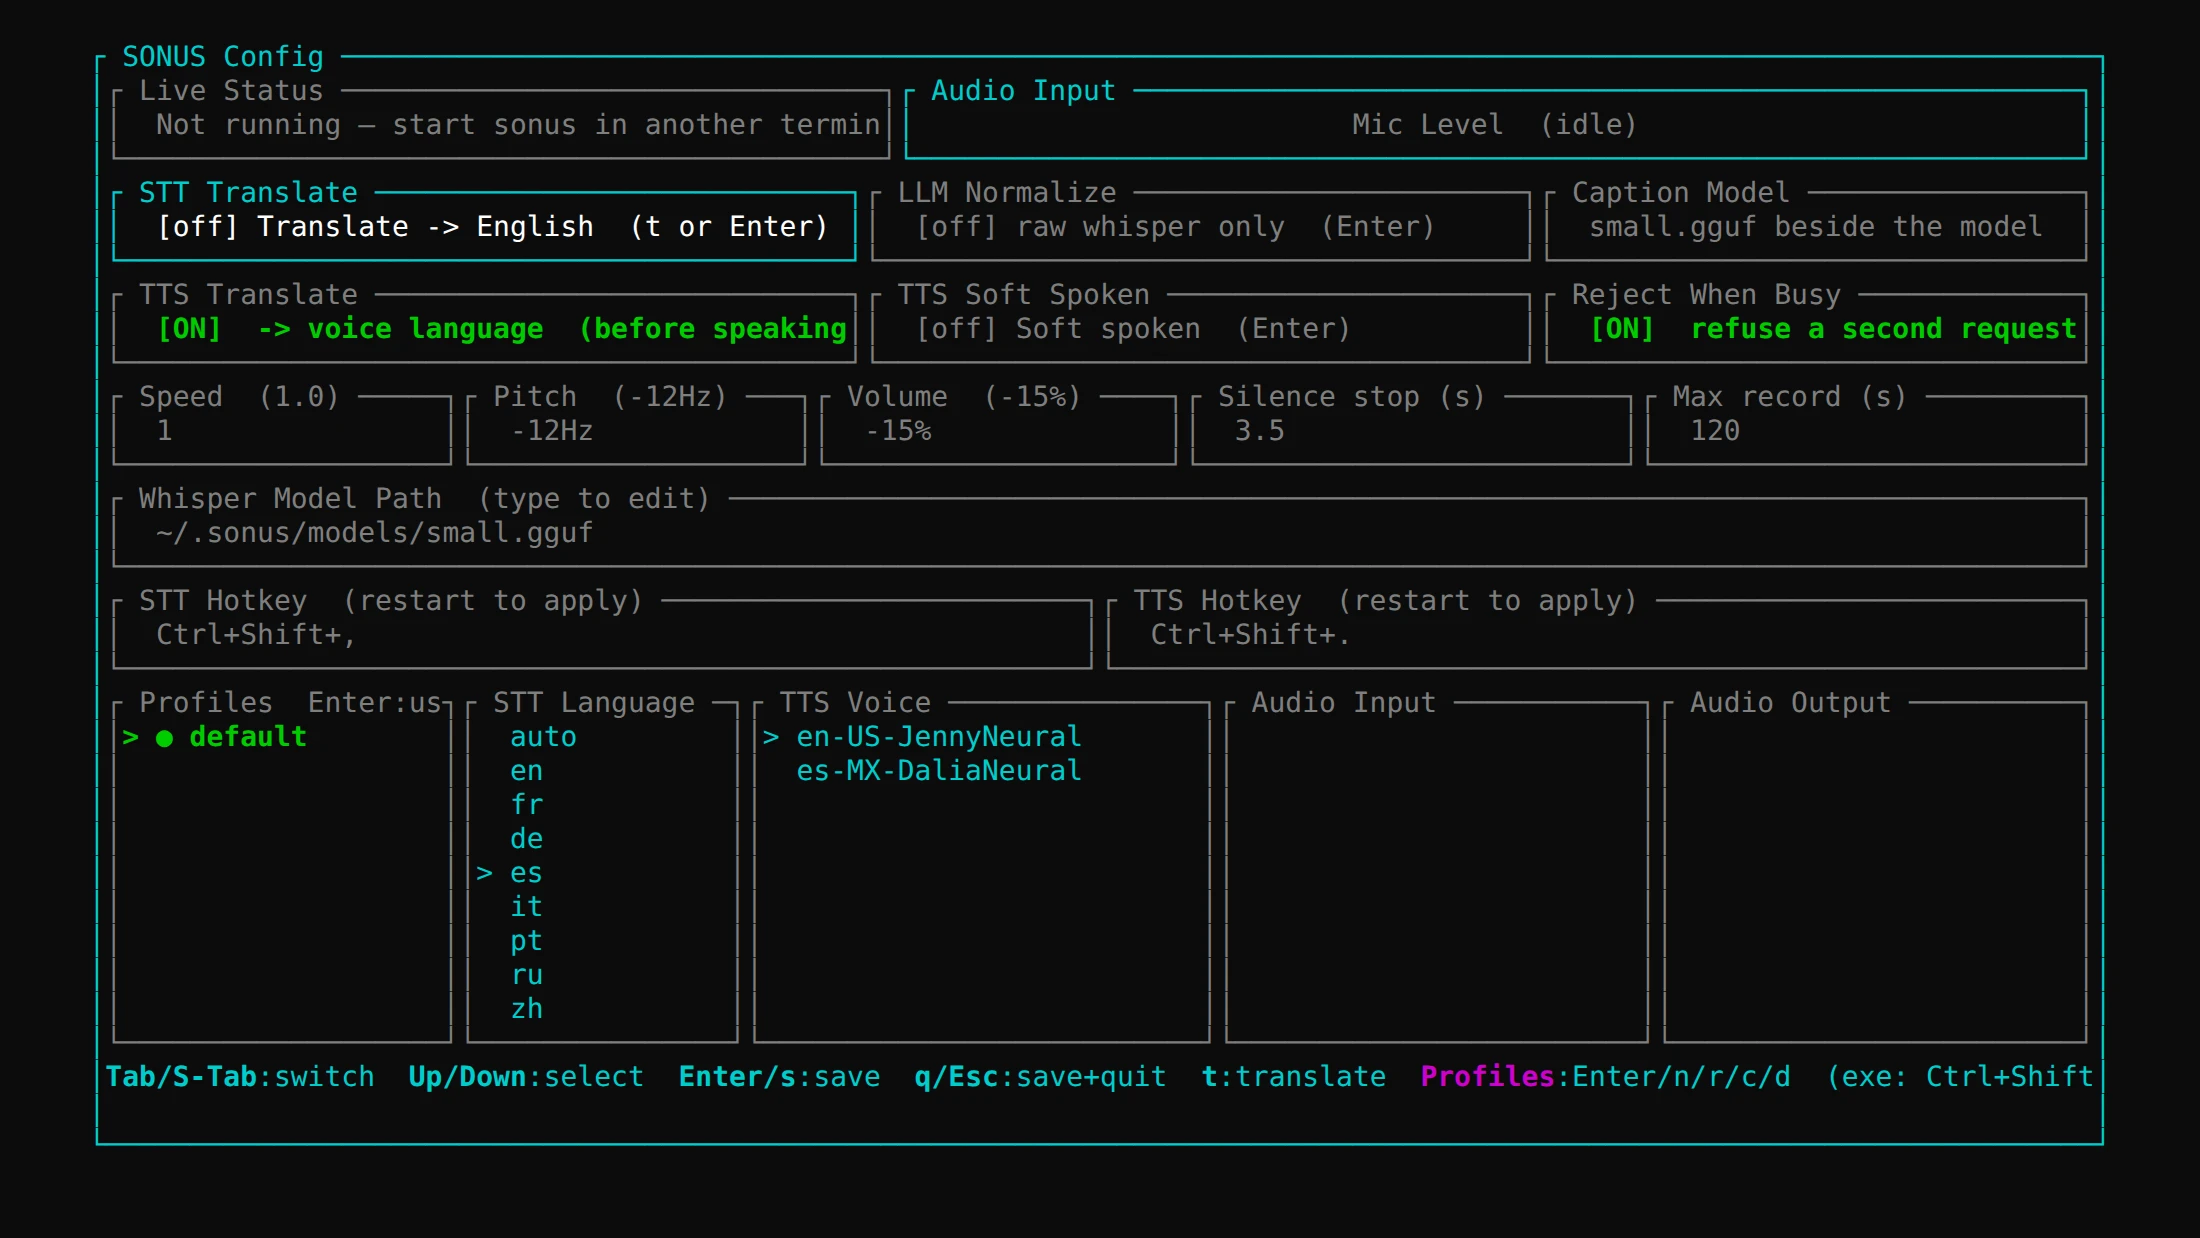 SONUS Config
Live Status
Audio Input
Not running — start sonus in another termin
Mic Level  (idle)
STT Translate
LLM Normalize
Caption Model
[off] Translate -> English  (t or Enter)
[off] raw whisper only  (Enter)
small.gguf beside the model
TTS Translate
TTS Soft Spoken
Reject When Busy
[ON]  -> voice language  (before speaking
[off] Soft spoken  (Enter)
[ON]  refuse a second request
Speed  (1.0)
Pitch  (-12Hz)
Volume  (-15%)
Silence stop (s)
Max record (s)
1
-12Hz
-15%
3.5
120
Whisper Model Path  (type to edit)
~/.sonus/models/small.gguf
STT Hotkey  (restart to apply)
TTS Hotkey  (restart to apply)
Ctrl+Shift+,
Ctrl+Shift+.
Profiles  Enter:us
STT Language
TTS Voice
Audio Input
Audio Output
> ● default
auto
en
fr
de
> es
it
pt
ru
zh
> en-US-JennyNeural
es-MX-DaliaNeural
Tab/S-Tab:switch  Up/Down:select  Enter/s:save  q/Esc:save+quit  t:translate  Profiles:Enter/n/r/c/d  (exe: Ctrl+Shift